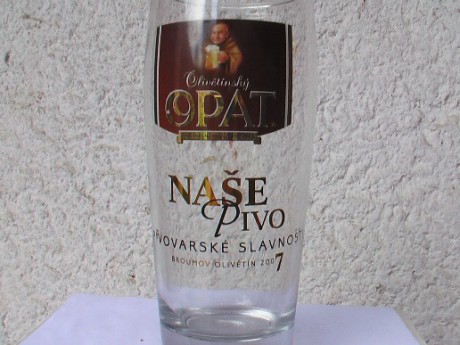 Olivětínský
OPAT
NAŠE
PIVO
PIVOVARSKÉ SLAVNOSTI
BROUMOV OLIVĚTÍN 2007